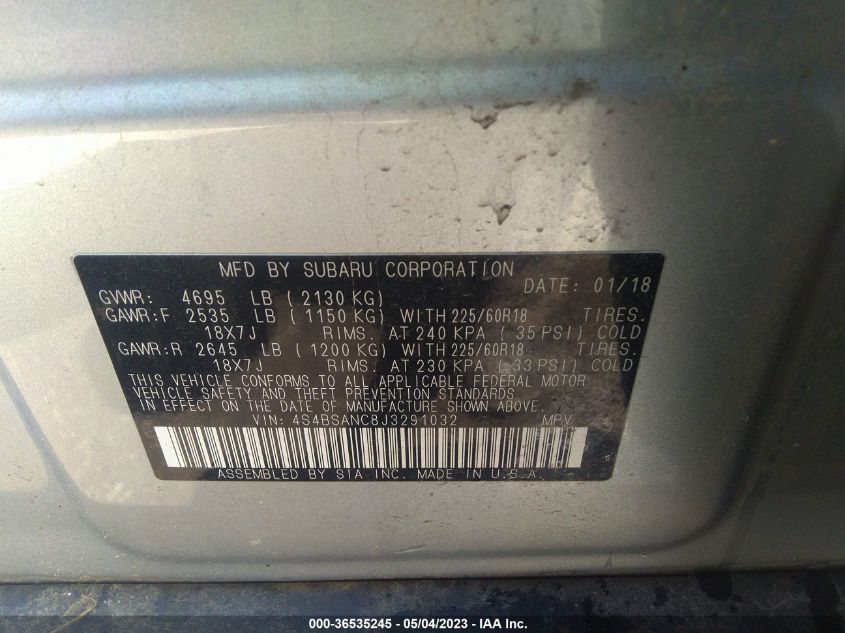 MFD BY SUBARU CORPORATION
DATE: 01/18
GVWR: 4695 LB (2130 KG)
GAWR:F 2535 LB (1150 KG) WITH 225/60R18 TIRES.
18X7J RIMS. AT 240 KPA (35 PSI) COLD
GAWR:R 2645 LB (1200 KG) WITH 225/60R18 TIRES.
18X7J RIMS. AT 230 KPA (33 PSI) COLD
THIS VEHICLE CONFORMS TO ALL APPLICABLE FEDERAL MOTOR
VEHICLE SAFETY AND THEFT PREVENTION STANDARDS
IN EFFECT ON THE DATE OF MANUFACTURE SHOWN ABOVE.
VIN: 4S4BSANC8J3291032 MPV
ASSEMBLED BY SIA INC. MADE IN U.S.A.
000-36535245 - 05/04/2023 - IAA Inc.